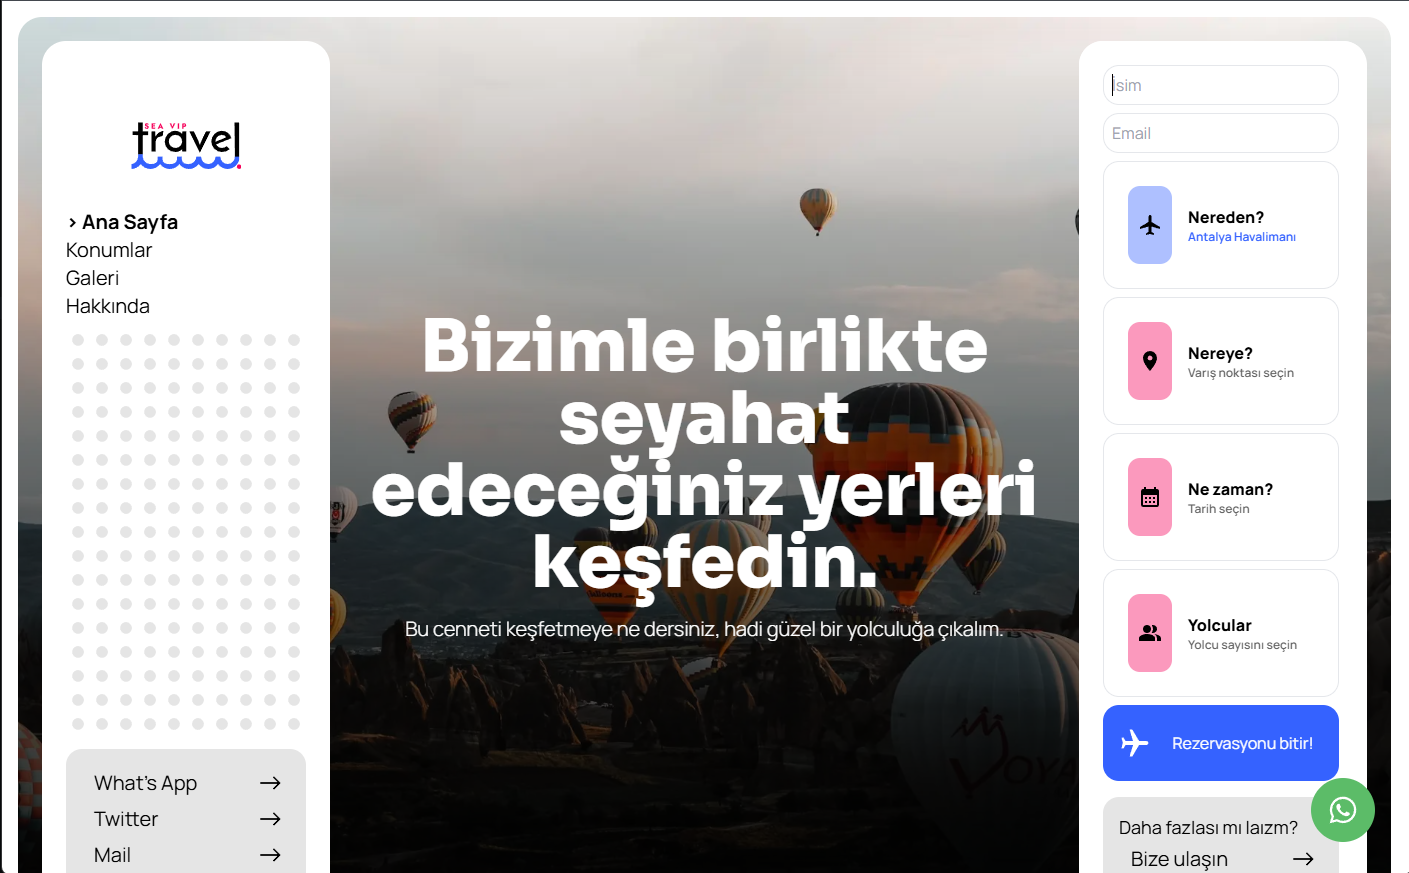 SEA VIP
travel
› Ana Sayfa
Konumlar
Galeri
Hakkında
What's App
Twitter
Mail
Bizimle birlikte
seyahat
edeceğiniz yerleri
keşfedin.
Bu cenneti keşfetmeye ne dersiniz, hadi güzel bir yolculuğa çıkalım.
İsim
Email
Nereden?
Antalya Havalimanı
Nereye?
Varış noktası seçin
Ne zaman?
Tarih seçin
Yolcular
Yolcu sayısını seçin
Rezervasyonu bitir!
Daha fazlası mı laızm?
Bize ulaşın